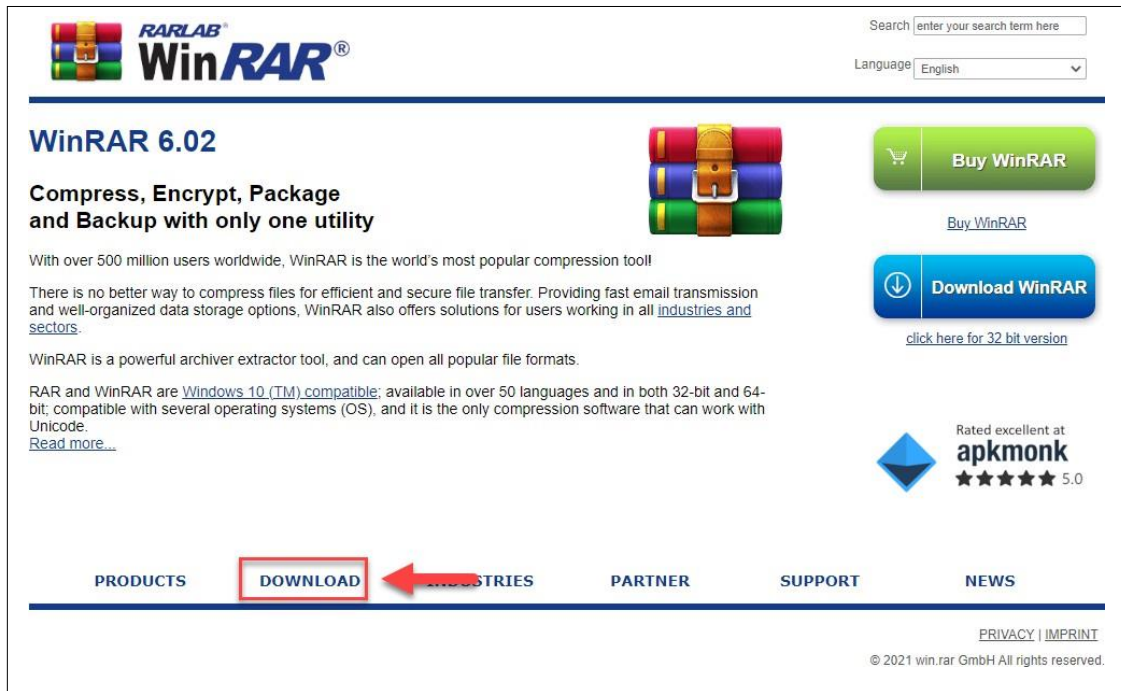 RARLAB®
WinRAR®
Search enter your search term here
Language English
WinRAR 6.02
Compress, Encrypt, Package
and Backup with only one utility
With over 500 million users worldwide, WinRAR is the world's most popular compression tool!
There is no better way to compress files for efficient and secure file transfer. Providing fast email transmission
and well-organized data storage options, WinRAR also offers solutions for users working in all industries and
sectors.
WinRAR is a powerful archiver extractor tool, and can open all popular file formats.
RAR and WinRAR are Windows 10 (TM) compatible; available in over 50 languages and in both 32-bit and 64-
bit; compatible with several operating systems (OS), and it is the only compression software that can work with
Unicode.
Read more...
Buy WinRAR
Buy WinRAR
Download WinRAR
click here for 32 bit version
Rated excellent at
apkmonk
5.0
PRODUCTS DOWNLOAD INDUSTRIES PARTNER SUPPORT NEWS
PRIVACY | IMPRINT
© 2021 win.rar GmbH All rights reserved.